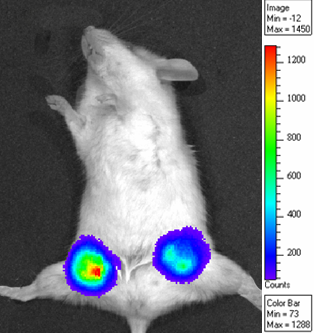 Image
Min = -12
Max = 1450
1200
1000
800
600
400
200
Counts
Color Bar
Min = 73
Max = 1288